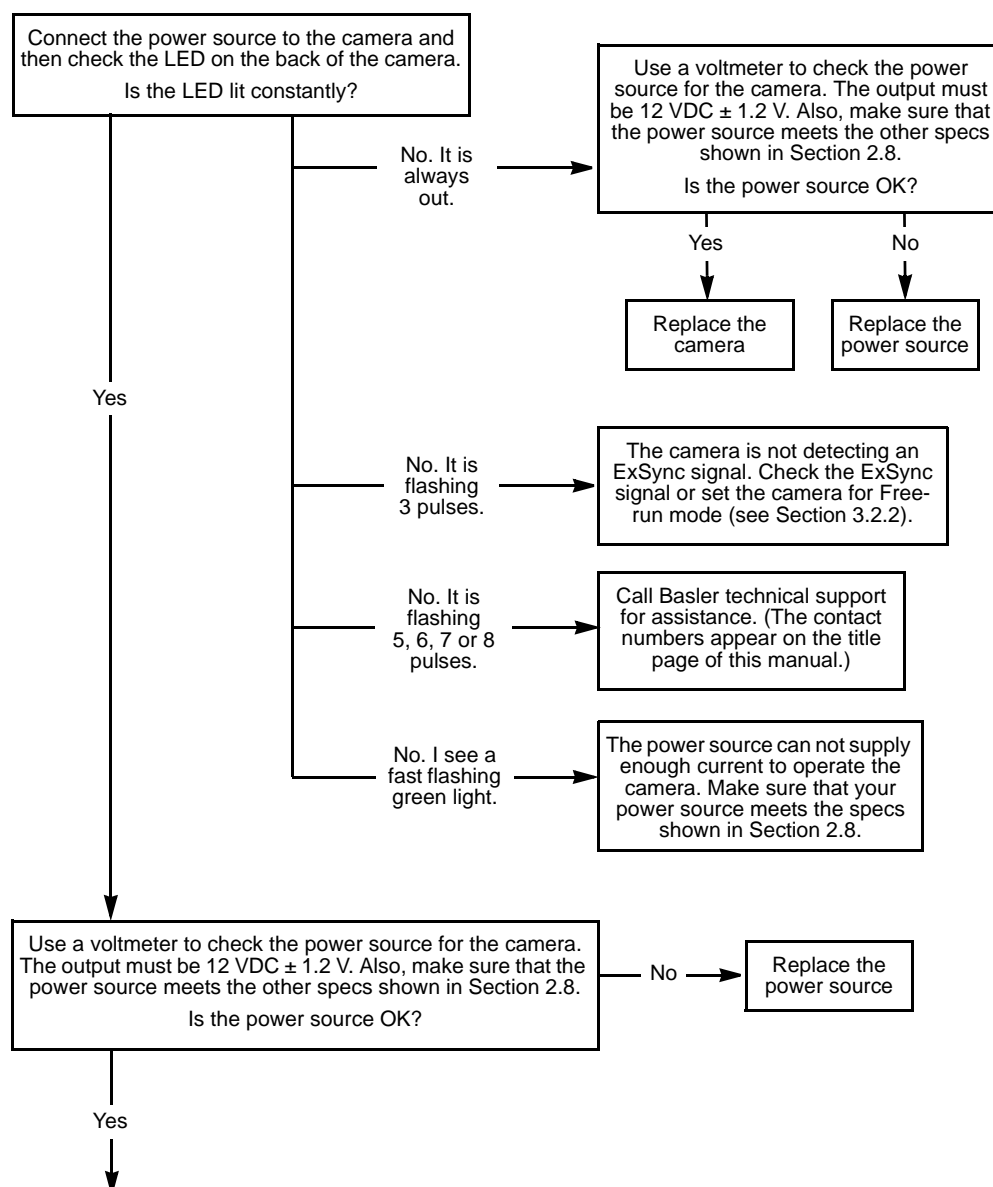 Connect the power source to the camera and
then check the LED on the back of the camera.
Is the LED lit constantly?
No. It is
always
out.
Use a voltmeter to check the power
source for the camera. The output must
be 12 VDC ± 1.2 V. Also, make sure that
the power source meets the other specs
shown in Section 2.8.
Is the power source OK?
Yes
No
Replace the
camera
Replace the
power source
Yes
No. It is
flashing
3 pulses.
The camera is not detecting an
ExSync signal. Check the ExSync
signal or set the camera for Free-
run mode (see Section 3.2.2).
No. It is
flashing
5, 6, 7 or 8
pulses.
Call Basler technical support
for assistance. (The contact
numbers appear on the title
page of this manual.)
No. I see a
fast flashing
green light.
The power source can not supply
enough current to operate the
camera. Make sure that your
power source meets the specs
shown in Section 2.8.
Use a voltmeter to check the power source for the camera.
The output must be 12 VDC ± 1.2 V. Also, make sure that the
power source meets the other specs shown in Section 2.8.
Is the power source OK?
No
Replace the
power source
Yes